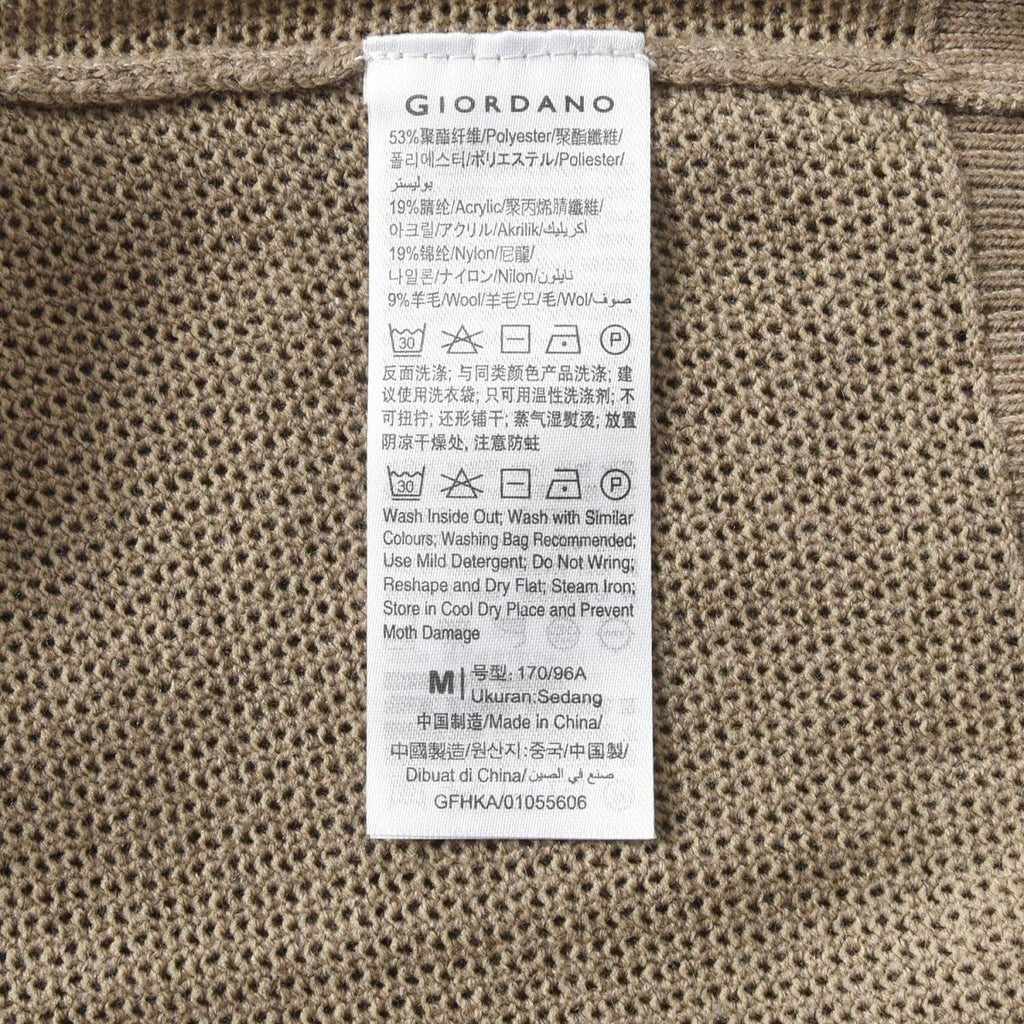 GIORDANO
53%聚酯纤维/Polyester/聚酯纖維/
폴리에스터/ポリエステル/Poliester/
بوليستر
19%腈纶/Acrylic/聚丙烯腈纖維/
아크릴/アクリル/Akrilik/أكريليك
19%锦纶/Nylon/尼龍/
나일론/ナイロン/Nilon/نايلون
9%羊毛/Wool/羊毛/모/毛/Wol/صوف
30 P
反面洗涤; 与同类颜色产品洗涤; 建
议使用洗衣袋; 只可用温性洗涤剂; 不
可扭拧; 还形铺干; 蒸气湿熨烫; 放置
阴凉干燥处, 注意防蛀
30 P
Wash Inside Out; Wash with Similar
Colours; Washing Bag Recommended;
Use Mild Detergent; Do Not Wring;
Reshape and Dry Flat; Steam Iron;
Store in Cool Dry Place and Prevent
Moth Damage
M 号型: 170/96A
Ukuran:Sedang
中国制造/Made in China/
中國製造/원산지:중국/中国製/
Dibuat di China/صنع في الصين
GFHKA/01055606